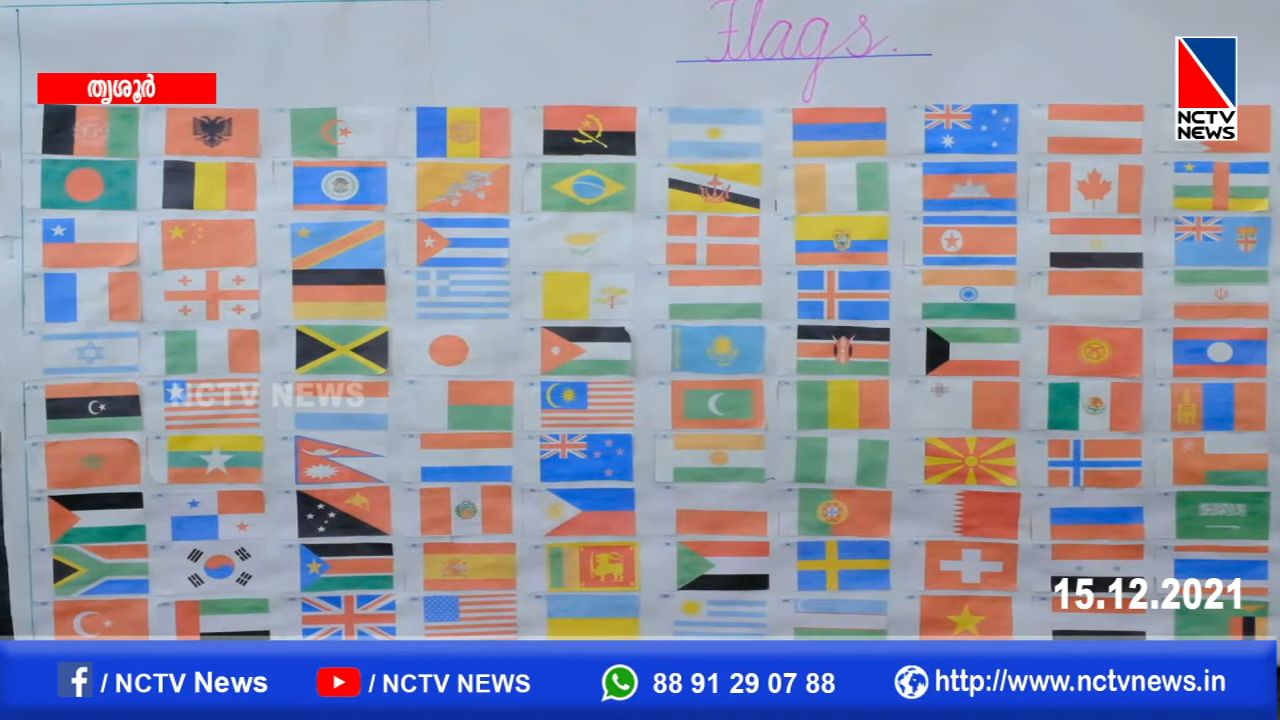 Flags.
തൃശൂർ
NCTV
NEWS
NCTV NEWS
15.12.2021
/ NCTV News
/ NCTV NEWS
88 91 29 07 88
http://www.nctvnews.in